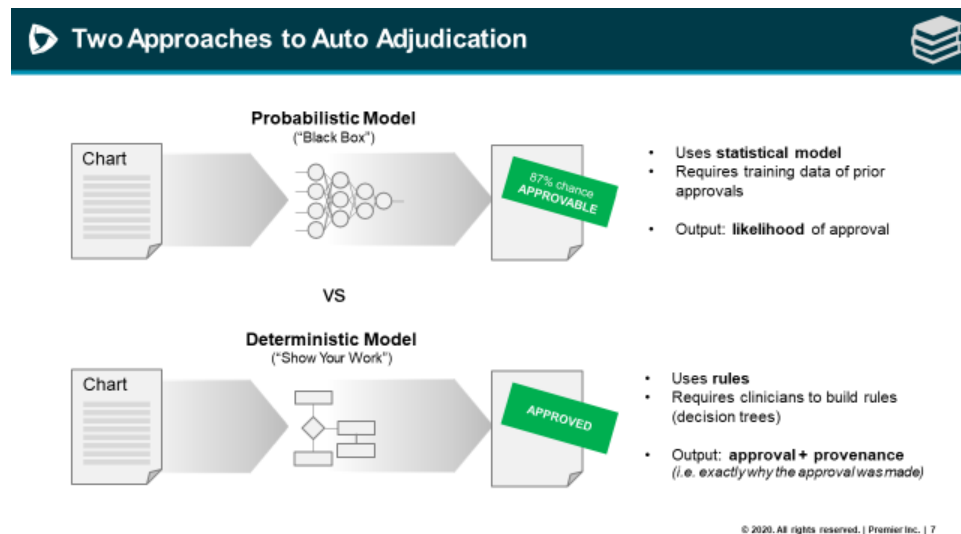 Two Approaches to Auto Adjudication
Probabilistic Model
("Black Box")
Chart
87% chance
APPROVABLE
• Uses statistical model
• Requires training data of prior
approvals
• Output: likelihood of approval
VS
Deterministic Model
("Show Your Work")
Chart
APPROVED
• Uses rules
• Requires clinicians to build rules
(decision trees)
• Output: approval + provenance
(i.e. exactly why the approval was made)
© 2020. All rights reserved. | Premier Inc. | 7